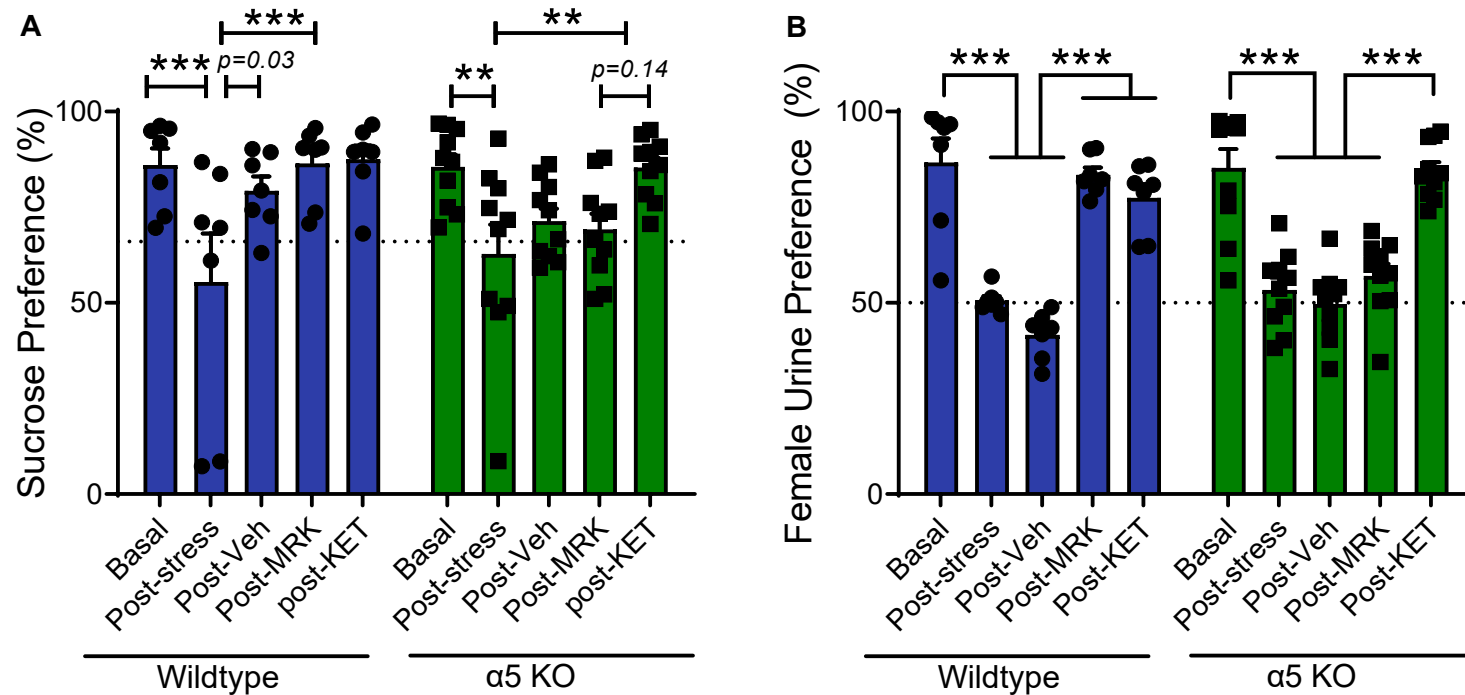 A
***
**
***
p=0.03
**
p=0.14
Sucrose Preference (%)
100
50
0
Basal
Post-stress
Post-Veh
Post-MRK
post-KET
Basal
Post-stress
Post-Veh
Post-MRK
post-KET
Wildtype
α5 KO
B
***
***
***
***
Female Urine Preference (%)
100
50
0
Basal
Post-stress
Post-Veh
Post-MRK
Post-KET
Basal
Post-stress
Post-Veh
Post-MRK
Post-KET
Wildtype
α5 KO